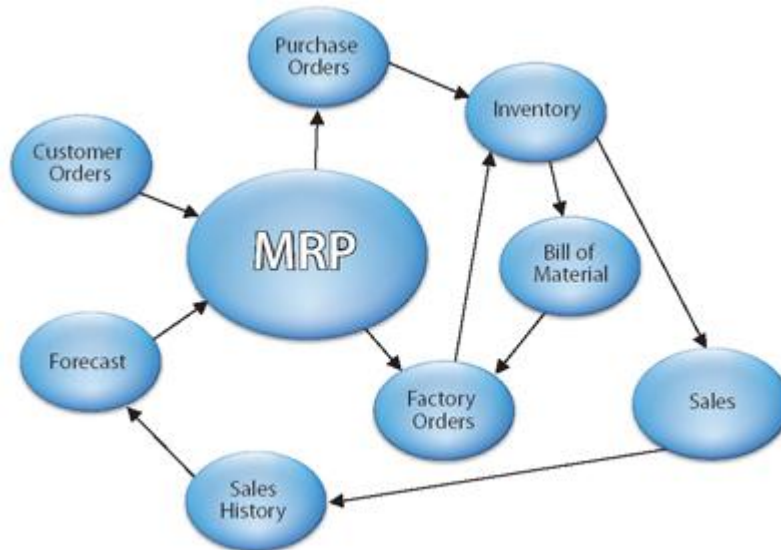 Purchase
Orders
Inventory
Customer
Orders
MRP
Bill of
Material
Forecast
Factory
Orders
Sales
Sales
History